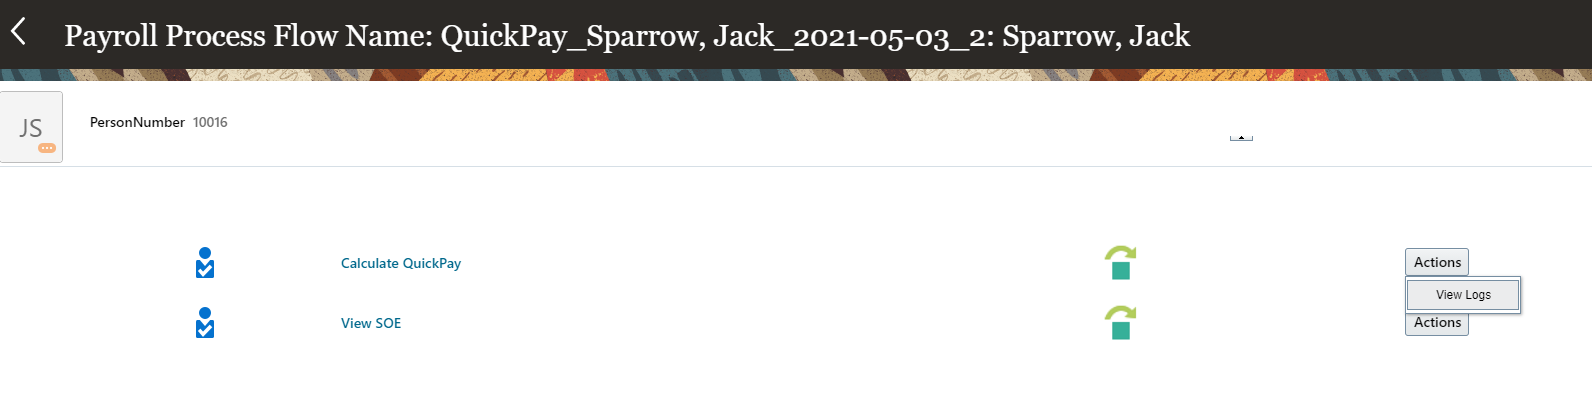 Payroll Process Flow Name: QuickPay_Sparrow, Jack_2021-05-03_2: Sparrow, Jack
JS
PersonNumber 10016
Calculate QuickPay
Actions
View Logs
View SOE
Actions